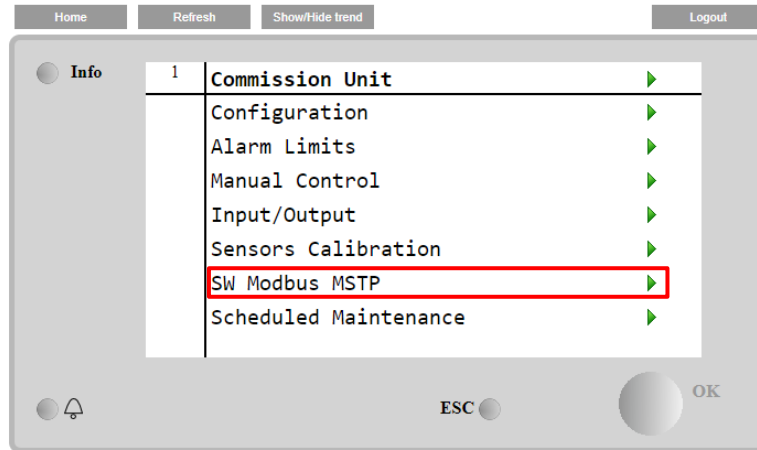 Home Refresh Show/Hide trend Logout
Info
1 Commission Unit
Configuration
Alarm Limits
Manual Control
Input/Output
Sensors Calibration
SW Modbus MSTP
Scheduled Maintenance
ESC OK